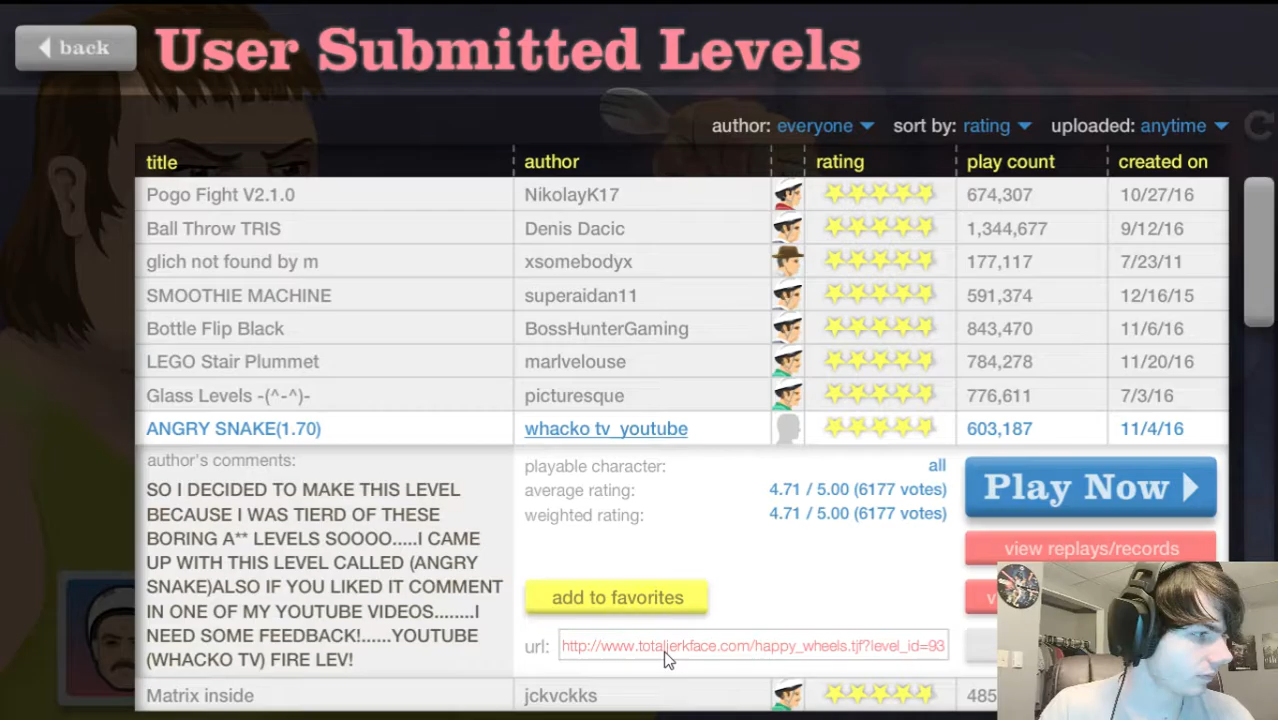 back
User Submitted Levels
author: everyone sort by: rating uploaded: anytime
title author rating play count created on
Pogo Fight V2.1.0 NikolayK17 674,307 10/27/16
Ball Throw TRIS Denis Dacic 1,344,677 9/12/16
glich not found by m xsomebodyx 177,117 7/23/11
SMOOTHIE MACHINE superaidan11 591,374 12/16/15
Bottle Flip Black BossHunterGaming 843,470 11/6/16
LEGO Stair Plummet marlvelouse 784,278 11/20/16
Glass Levels -(^-^)- picturesque 776,611 7/3/16
ANGRY SNAKE(1.70) whacko tv_youtube 603,187 11/4/16
author's comments:
SO I DECIDED TO MAKE THIS LEVEL
BECAUSE I WAS TIERD OF THESE
BORING A** LEVELS SOOOO.....I CAME
UP WITH THIS LEVEL CALLED (ANGRY
SNAKE)ALSO IF YOU LIKED IT COMMENT
IN ONE OF MY YOUTUBE VIDEOS........I
NEED SOME FEEDBACK!......YOUTUBE
(WHACKO TV) FIRE LEV!
playable character: all
average rating: 4.71 / 5.00 (6177 votes)
weighted rating: 4.71 / 5.00 (6177 votes)
add to favorites
url: http://www.totaljerkface.com/happy_wheels.tjf?level_id=93
Play Now
view replays/records
Matrix inside jckvckks 485